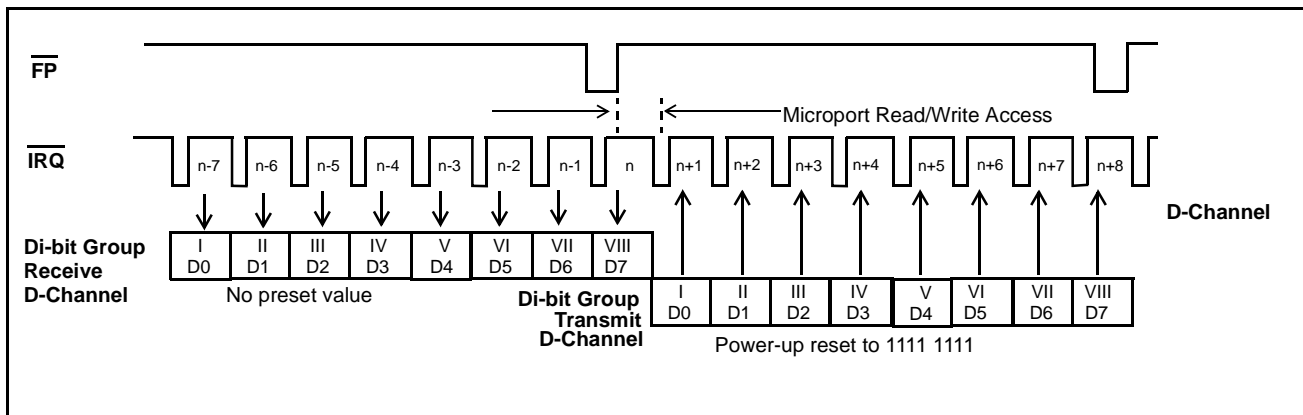 FP
Microport Read/Write Access
IRQ
n-7 n-6 n-5 n-4 n-3 n-2 n-1 n n+1 n+2 n+3 n+4 n+5 n+6 n+7 n+8
D-Channel
Di-bit Group
Receive
D-Channel
I II III IV V VI VII VIII
D0 D1 D2 D3 D4 D5 D6 D7
No preset value
Di-bit Group
Transmit
D-Channel
I II III IV V VI VII VIII
D0 D1 D2 D3 D4 D5 D6 D7
Power-up reset to 1111 1111